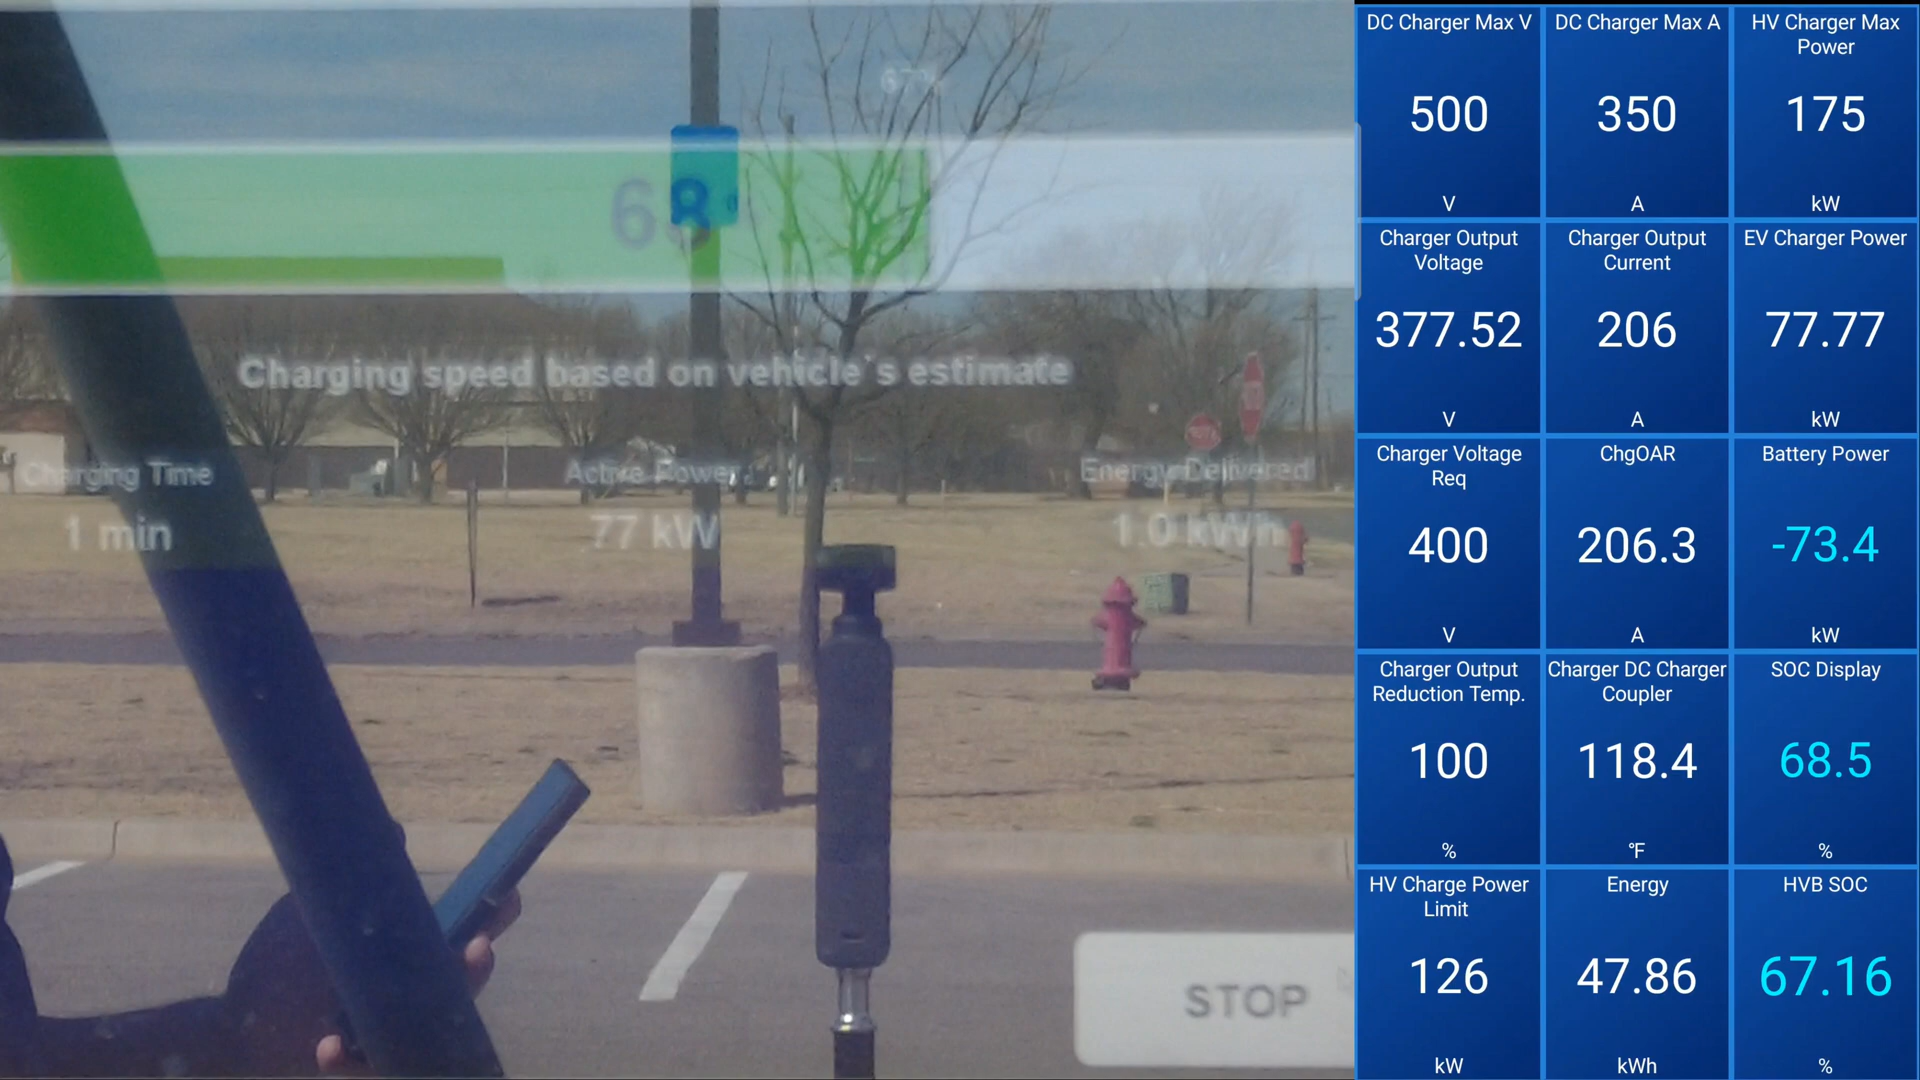 67%
68
Charging speed based on vehicle's estimate
Charging Time
Active Power
Energy Delivered
1 min
77 kW
1.0 kWh
STOP
DC Charger Max V
500
V
DC Charger Max A
350
A
HV Charger Max
Power
175
kW
Charger Output
Voltage
377.52
V
Charger Output
Current
206
A
EV Charger Power
77.77
kW
Charger Voltage
Req
400
V
ChgOAR
206.3
A
Battery Power
-73.4
kW
Charger Output
Reduction Temp.
100
%
Charger DC Charger
Coupler
118.4
°F
SOC Display
68.5
%
HV Charge Power
Limit
126
kW
Energy
47.86
kWh
HVB SOC
67.16
%